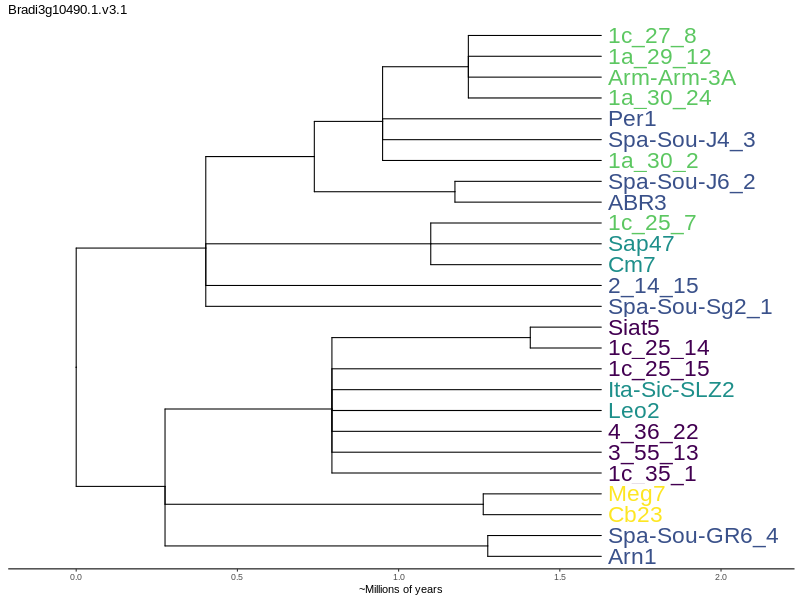 Bradi3g10490.1.v3.1
1c_27_8
1a_29_12
Arm-Arm-3A
1a_30_24
Per1
Spa-Sou-J4_3
1a_30_2
Spa-Sou-J6_2
ABR3
1c_25_7
Sap47
Cm7
2_14_15
Spa-Sou-Sg2_1
Siat5
1c_25_14
1c_25_15
Ita-Sic-SLZ2
Leo2
4_36_22
3_55_13
1c_35_1
Meg7
Cb23
Spa-Sou-GR6_4
Arn1
0.0 0.5 1.0 1.5 2.0
~Millions of years